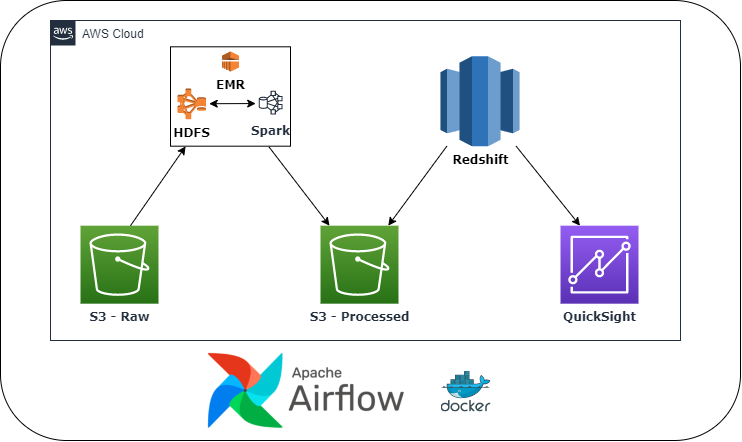 aws
AWS Cloud
EMR
HDFS
Spark
Redshift
S3 - Raw
S3 - Processed
QuickSight
Apache
Airflow
docker